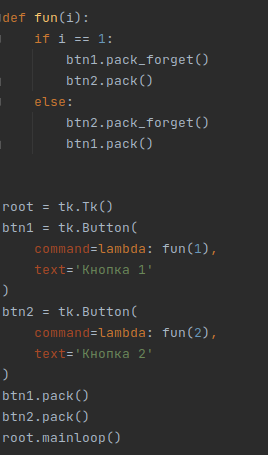 def fun(i):
    if i == 1:
        btn1.pack_forget()
        btn2.pack()
    else:
        btn2.pack_forget()
        btn1.pack()
root = tk.Tk()
btn1 = tk.Button(
    command=lambda: fun(1),
    text='Кнопка 1'
)
btn2 = tk.Button(
    command=lambda: fun(2),
    text='Кнопка 2'
)
btn1.pack()
btn2.pack()
root.mainloop()